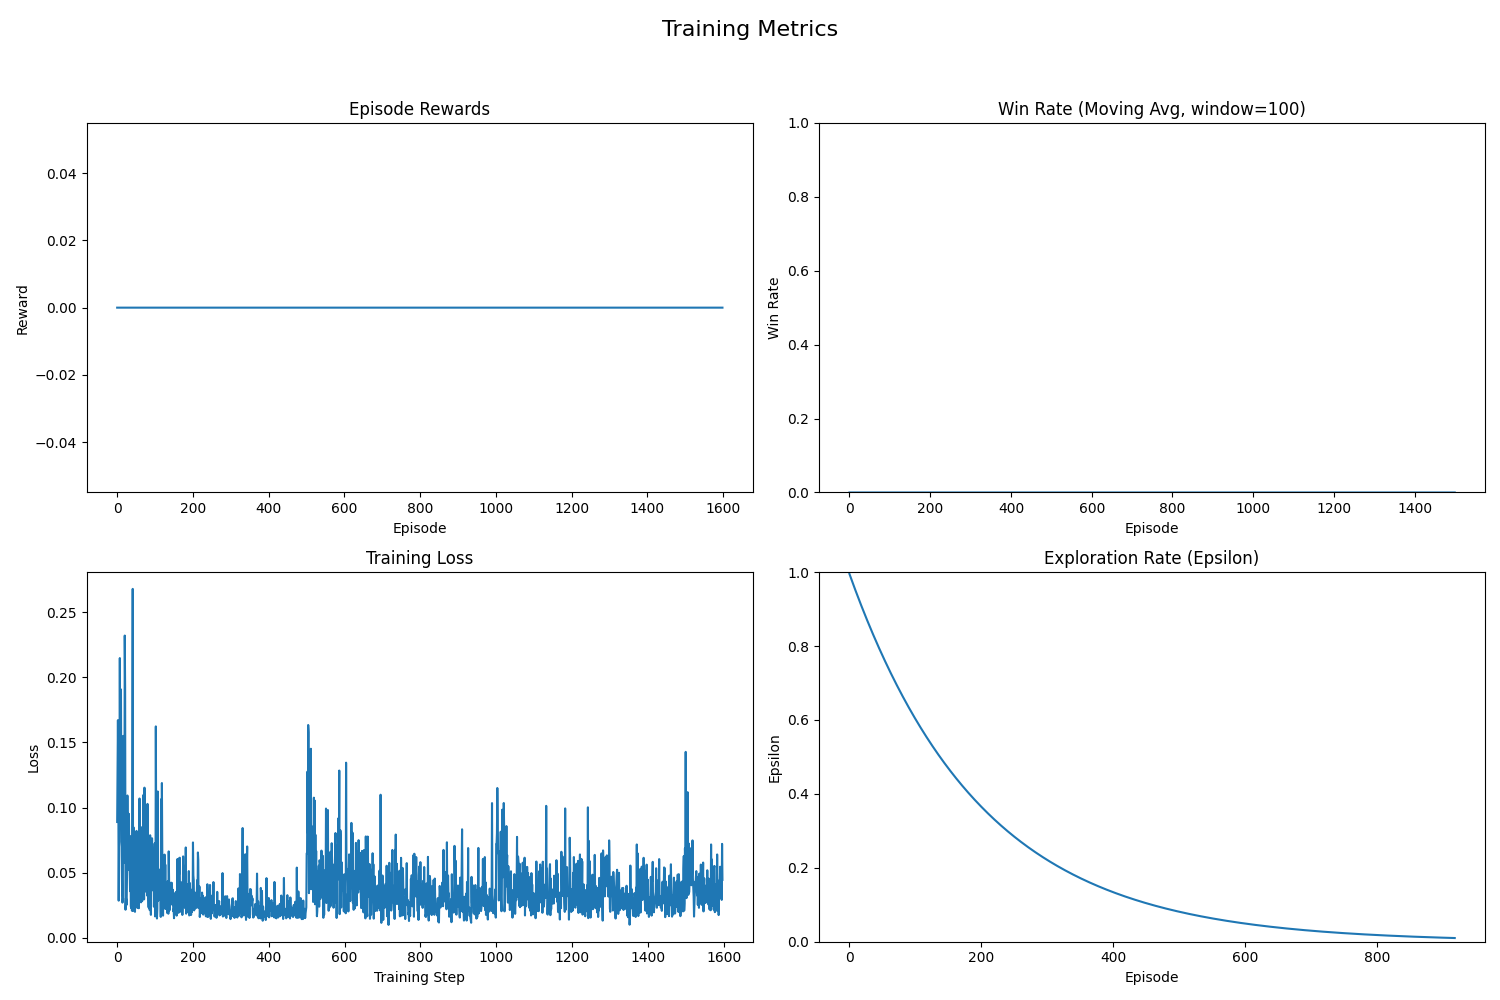 Training Metrics
Episode Rewards
0.04
0.02
0.00
−0.02
−0.04
Reward
0 200 400 600 800 1000 1200 1400 1600
Episode
Win Rate (Moving Avg, window=100)
1.0
0.8
0.6
0.4
0.2
0.0
Win Rate
0 200 400 600 800 1000 1200 1400
Episode
Training Loss
0.25
0.20
0.15
0.10
0.05
0.00
Loss
0 200 400 600 800 1000 1200 1400 1600
Training Step
Exploration Rate (Epsilon)
1.0
0.8
0.6
0.4
0.2
0.0
Epsilon
0 200 400 600 800
Episode